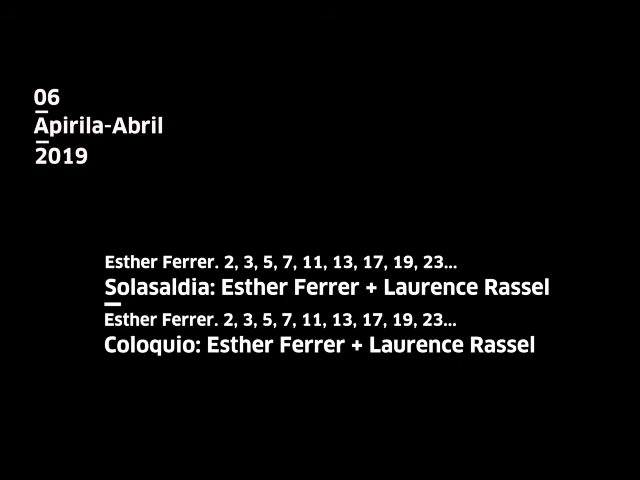 06
Apirila-Abril
2019
Esther Ferrer. 2, 3, 5, 7, 11, 13, 17, 19, 23...
Solasaldia: Esther Ferrer + Laurence Rassel
Esther Ferrer. 2, 3, 5, 7, 11, 13, 17, 19, 23...
Coloquio: Esther Ferrer + Laurence Rassel